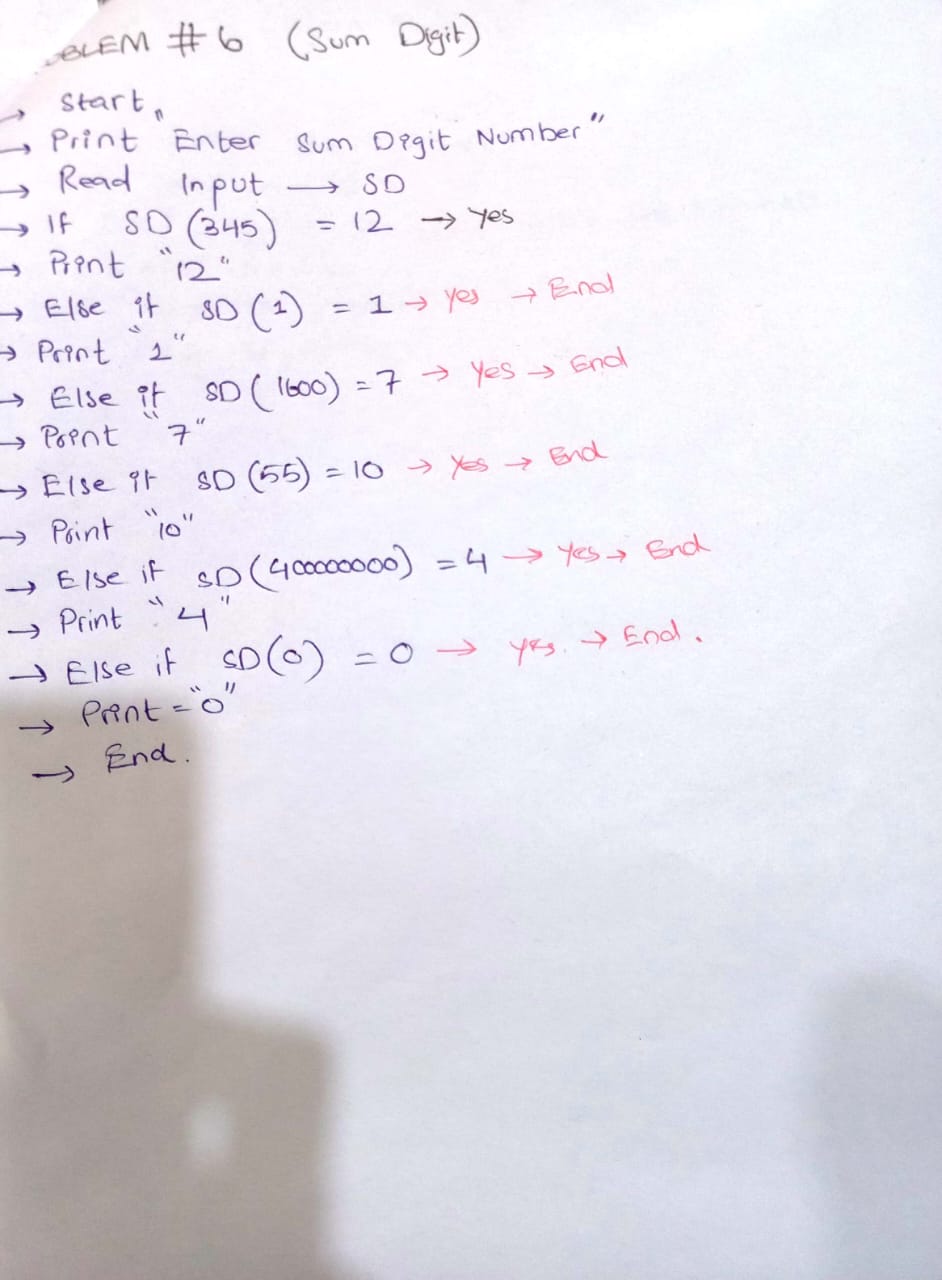 BLEM # 6 (Sum Digit)
→ Start
→ Print "Enter Sum Digit Number"
→ Read Input → SD
→ If SD (345) = 12 → Yes
→ Print "12"
→ Else if SD (1) = 1 → Yes → End
→ Print "1"
→ Else if SD (1600) = 7 → Yes → End
→ Print "7"
→ Else if SD (55) = 10 → Yes → End
→ Print "10"
→ Else if SD (400000000) = 4 → Yes → End
→ Print "4"
→ Else if SD (0) = 0 → Yes. → End.
→ Print = "0"
→ End.